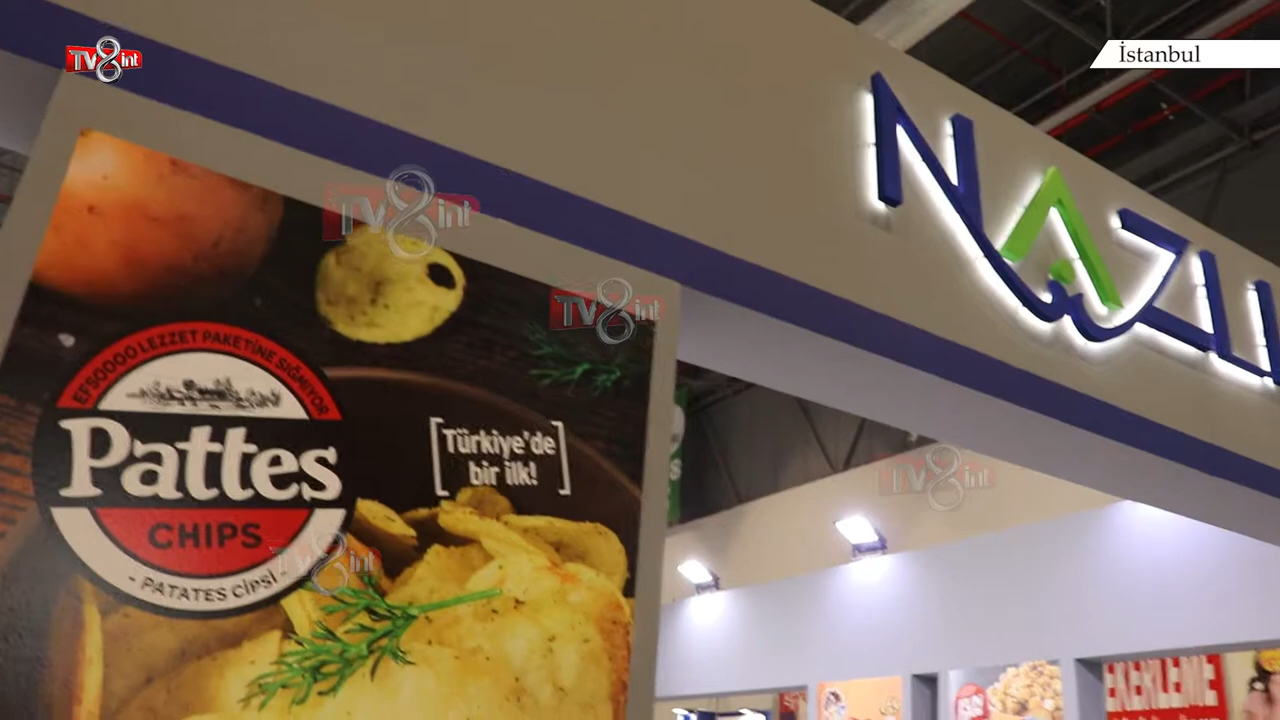 TV8int
İstanbul
NAZLI
TV8int
TV8int
EFSOOOO LEZZET PAKETİNE SIĞMIYOR
Pattes
CHIPS
- PATATES CİPSİ -
[Türkiye'de
bir ilk!]
TV8int
TV8int
EKERLEME